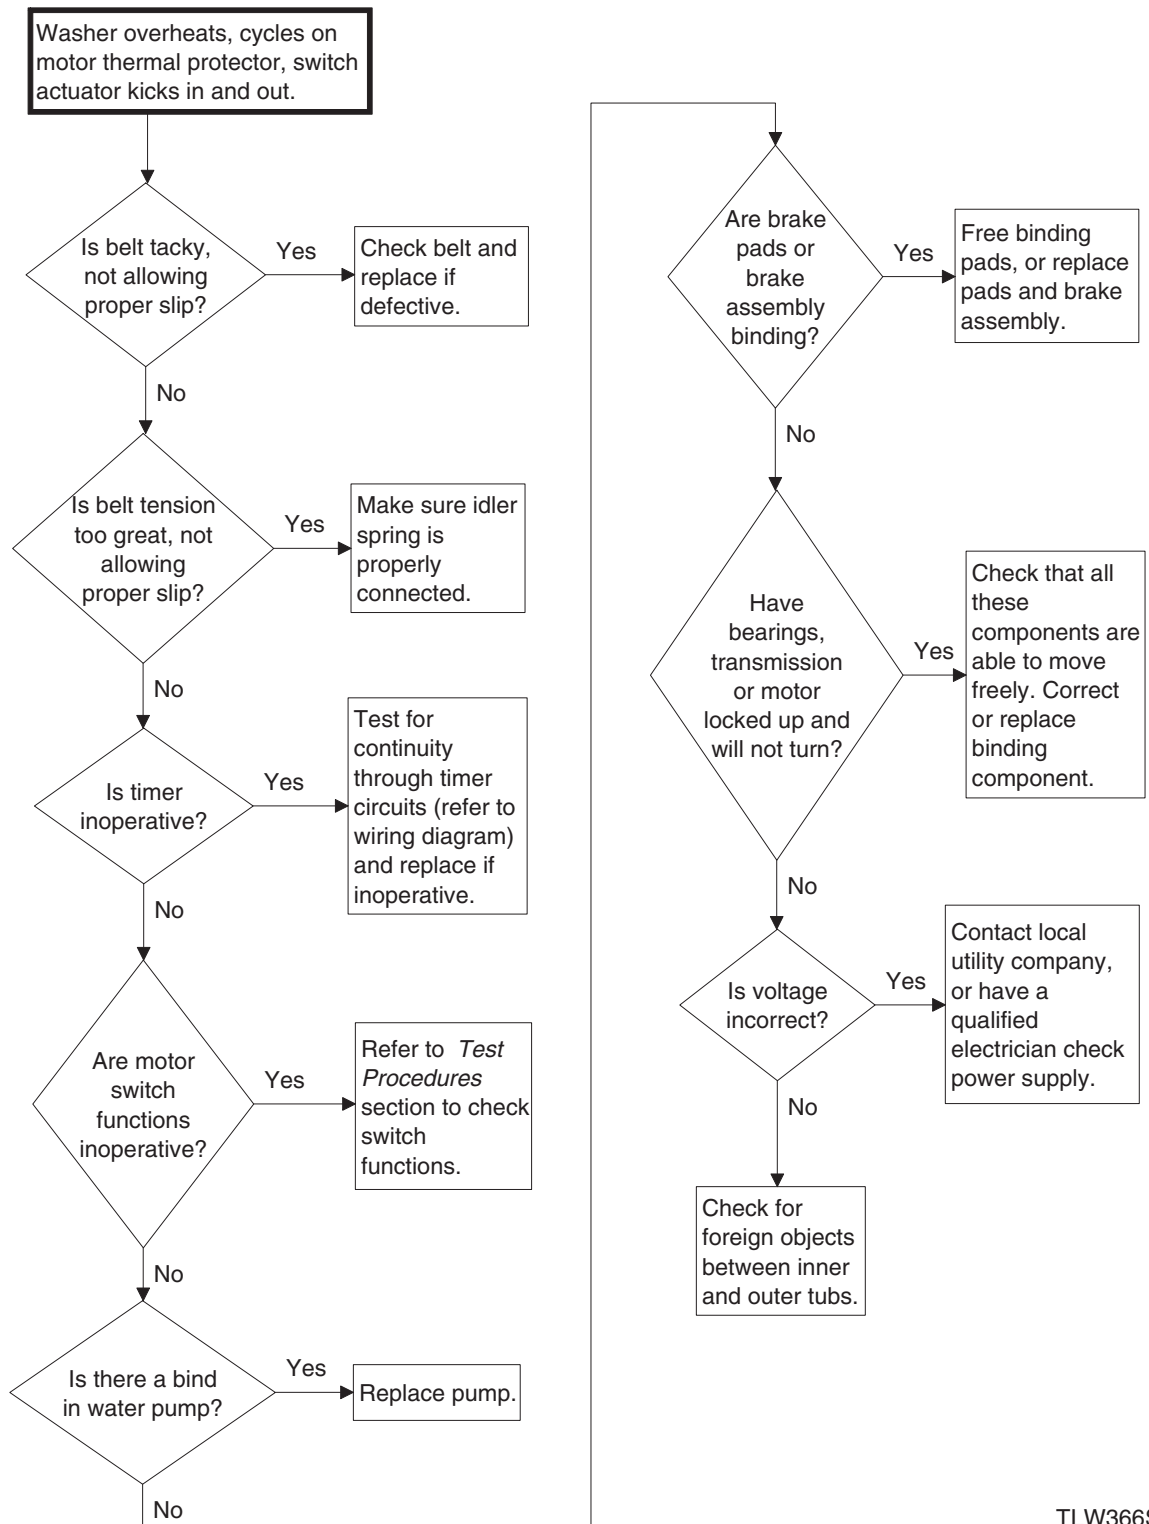 Washer overheats, cycles on
motor thermal protector, switch
actuator kicks in and out.
Is belt tacky,
not allowing
proper slip?
Yes
Check belt and
replace if
defective.
No
Is belt tension
too great, not
allowing
proper slip?
Yes
Make sure idler
spring is
properly
connected.
No
Is timer
inoperative?
Yes
Test for
continuity
through timer
circuits (refer to
wiring diagram)
and replace if
inoperative.
No
Are motor
switch
functions
inoperative?
Yes
Refer to Test
Procedures
section to check
switch
functions.
No
Is there a bind
in water pump?
Yes
Replace pump.
No
Are brake
pads or
brake
assembly
binding?
Yes
Free binding
pads, or replace
pads and brake
assembly.
No
Have
bearings,
transmission
or motor
locked up and
will not turn?
Yes
Check that all
these
components are
able to move
freely. Correct
or replace
binding
component.
No
Is voltage
incorrect?
Yes
Contact local
utility company,
or have a
qualified
electrician check
power supply.
No
Check for
foreign objects
between inner
and outer tubs.
TLW366S